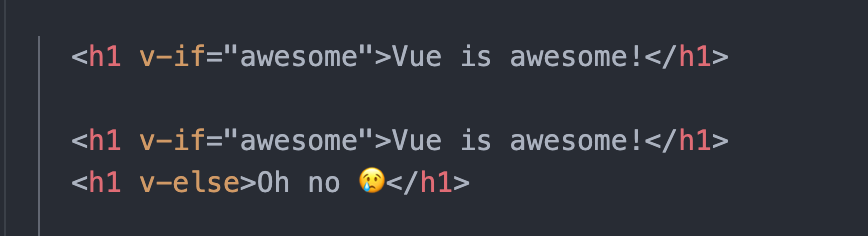 <h1 v-if="awesome">Vue is awesome!</h1>
<h1 v-if="awesome">Vue is awesome!</h1>
<h1 v-else>Oh no 😢</h1>